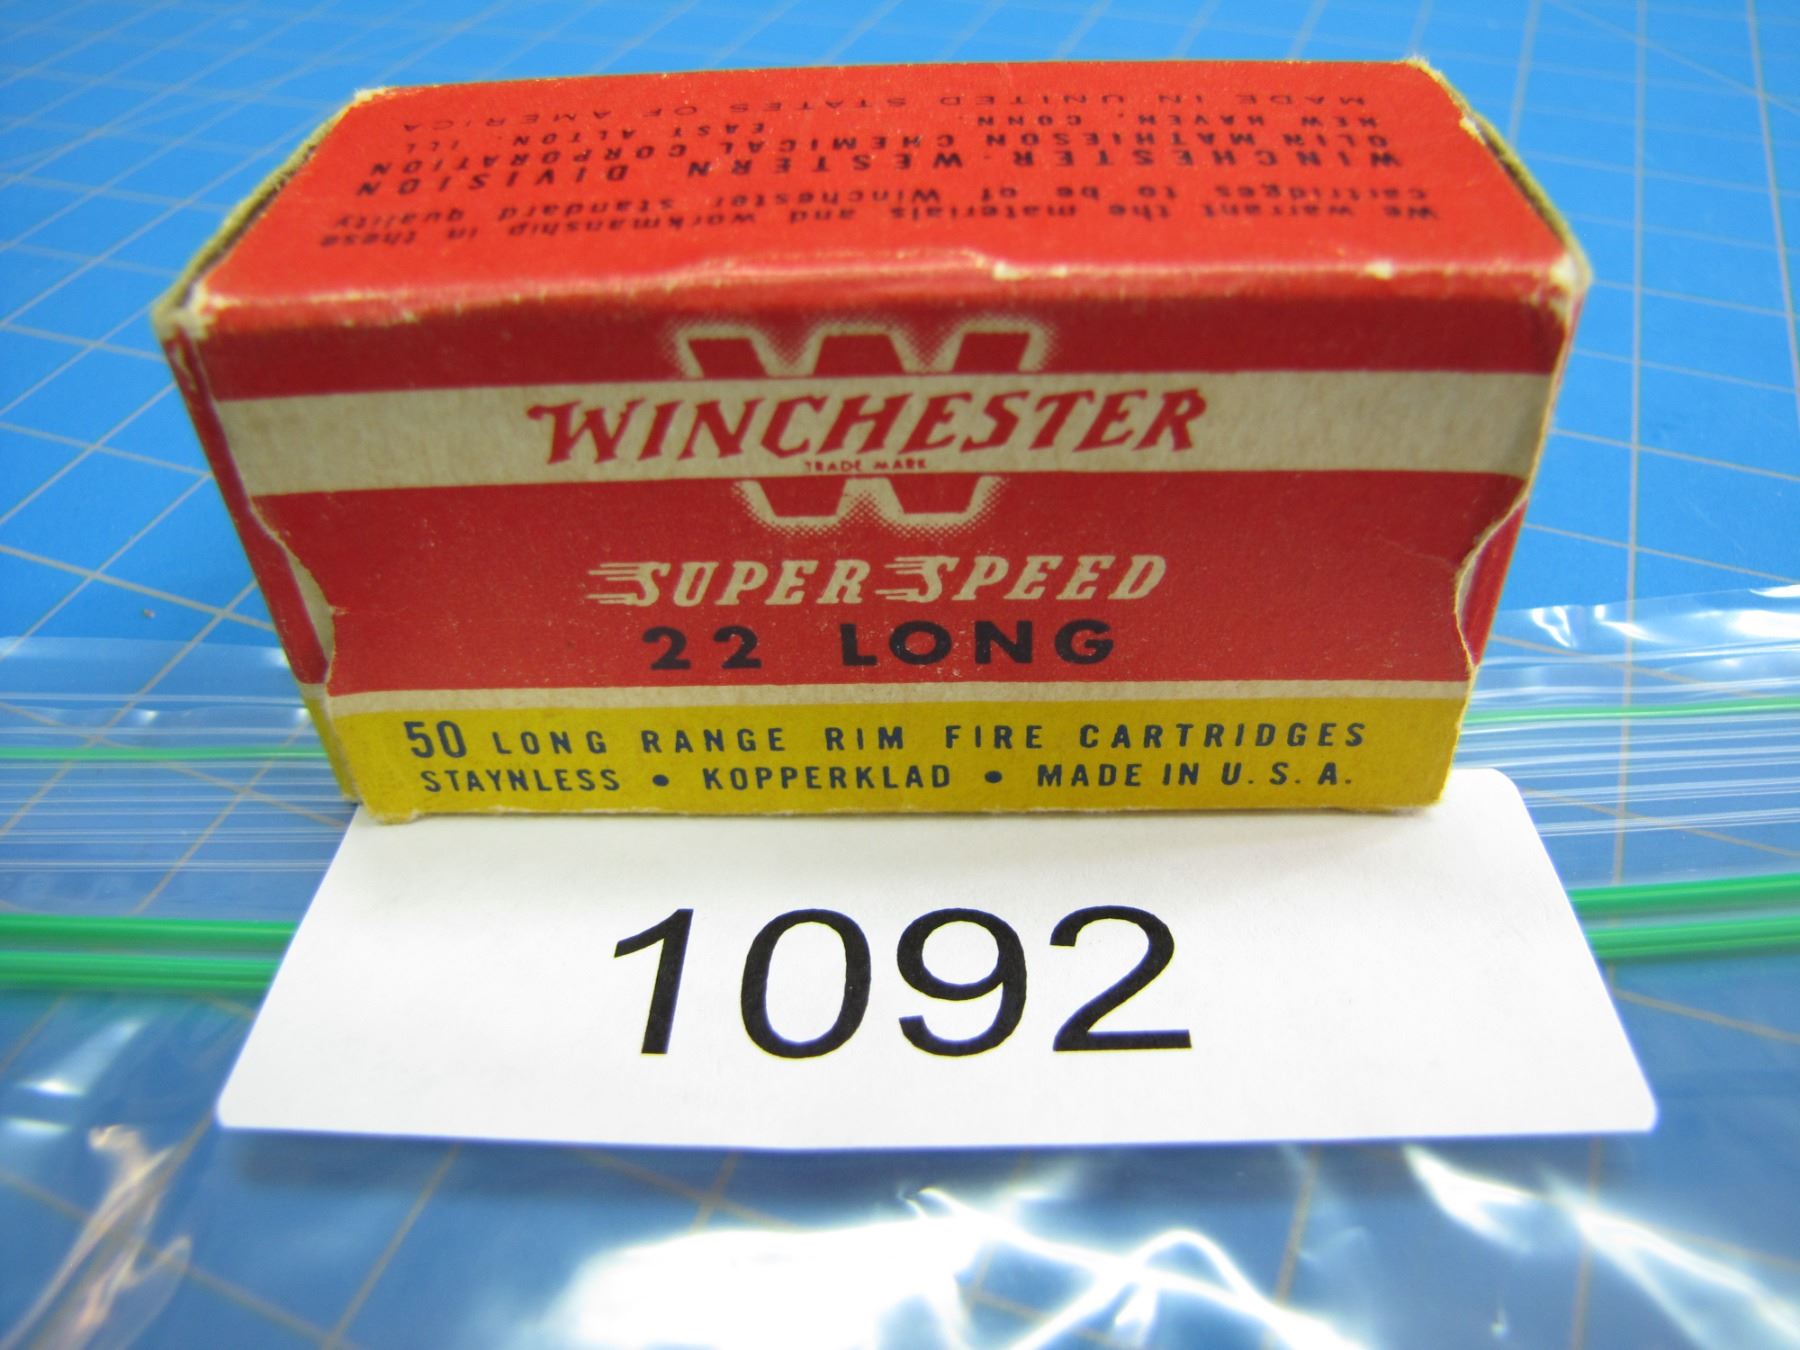 We warrant the materials and workmanship in these
cartridges to be of Winchester standard quality
WINCHESTER-WESTERN DIVISION
OLIN MATHIESON CHEMICAL CORPORATION
NEW HAVEN, CONN. EAST ALTON, ILL.
MADE IN UNITED STATES OF AMERICA
W
WINCHESTER
TRADE MARK
SUPER-SPEED
22 LONG
50 LONG RANGE RIM FIRE CARTRIDGES
STAYNLESS • KOPPERKLAD • MADE IN U.S.A.
1092